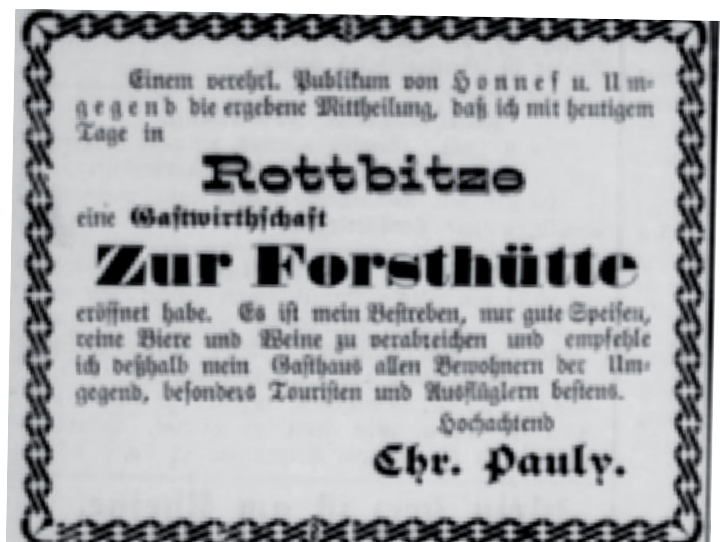 Einem verehrl. Publikum von Honnef u. Um-
gegend die ergebene Mittheilung, daß ich mit heutigem
Tage in
Rottbitze
eine Gastwirthschaft
Zur Forsthütte
eröffnet habe. Es ist mein Bestreben, nur gute Speisen,
reine Biere und Weine zu verabreichen und empfehle
ich deßhalb mein Gasthaus allen Bewohnern der Um-
gegend, besonders Touristen und Ausflüglern bestens.
Hochachtend
Chr. Pauly.